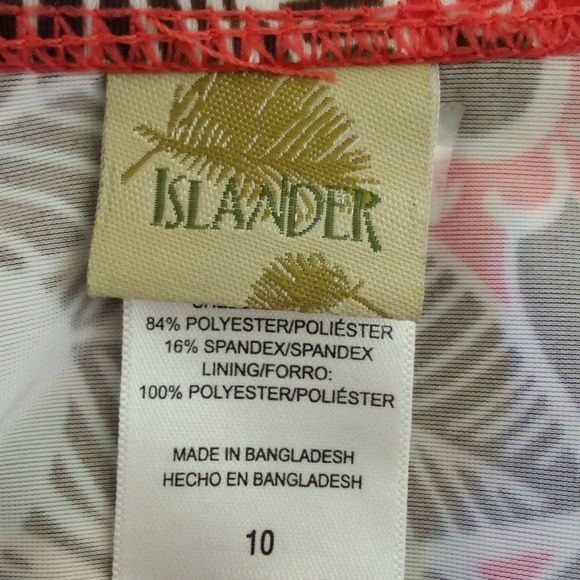 ISLANDER
84% POLYESTER/POLIÉSTER
16% SPANDEX/SPANDEX
LINING/FORRO:
100% POLYESTER/POLIÉSTER
MADE IN BANGLADESH
HECHO EN BANGLADESH
10